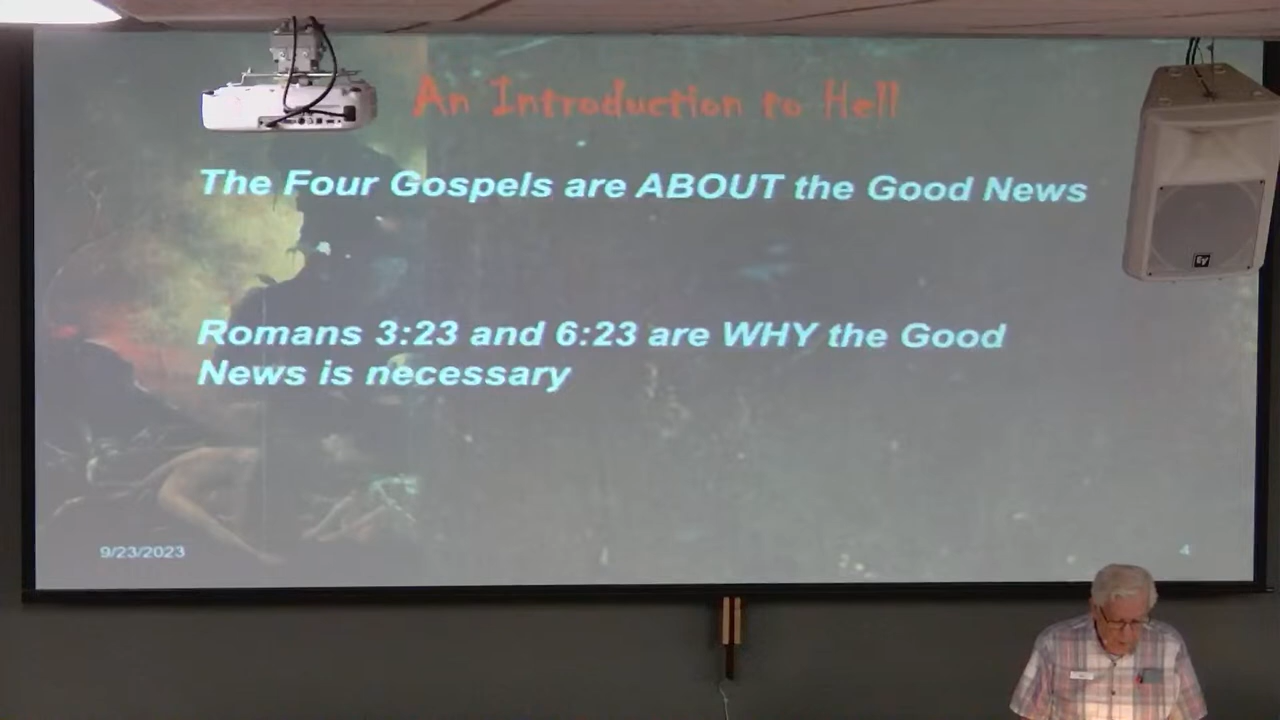 An Introduction to Hell
The Four Gospels are ABOUT the Good News
Romans 3:23 and 6:23 are WHY the Good
News is necessary
9/23/2023
4
EV